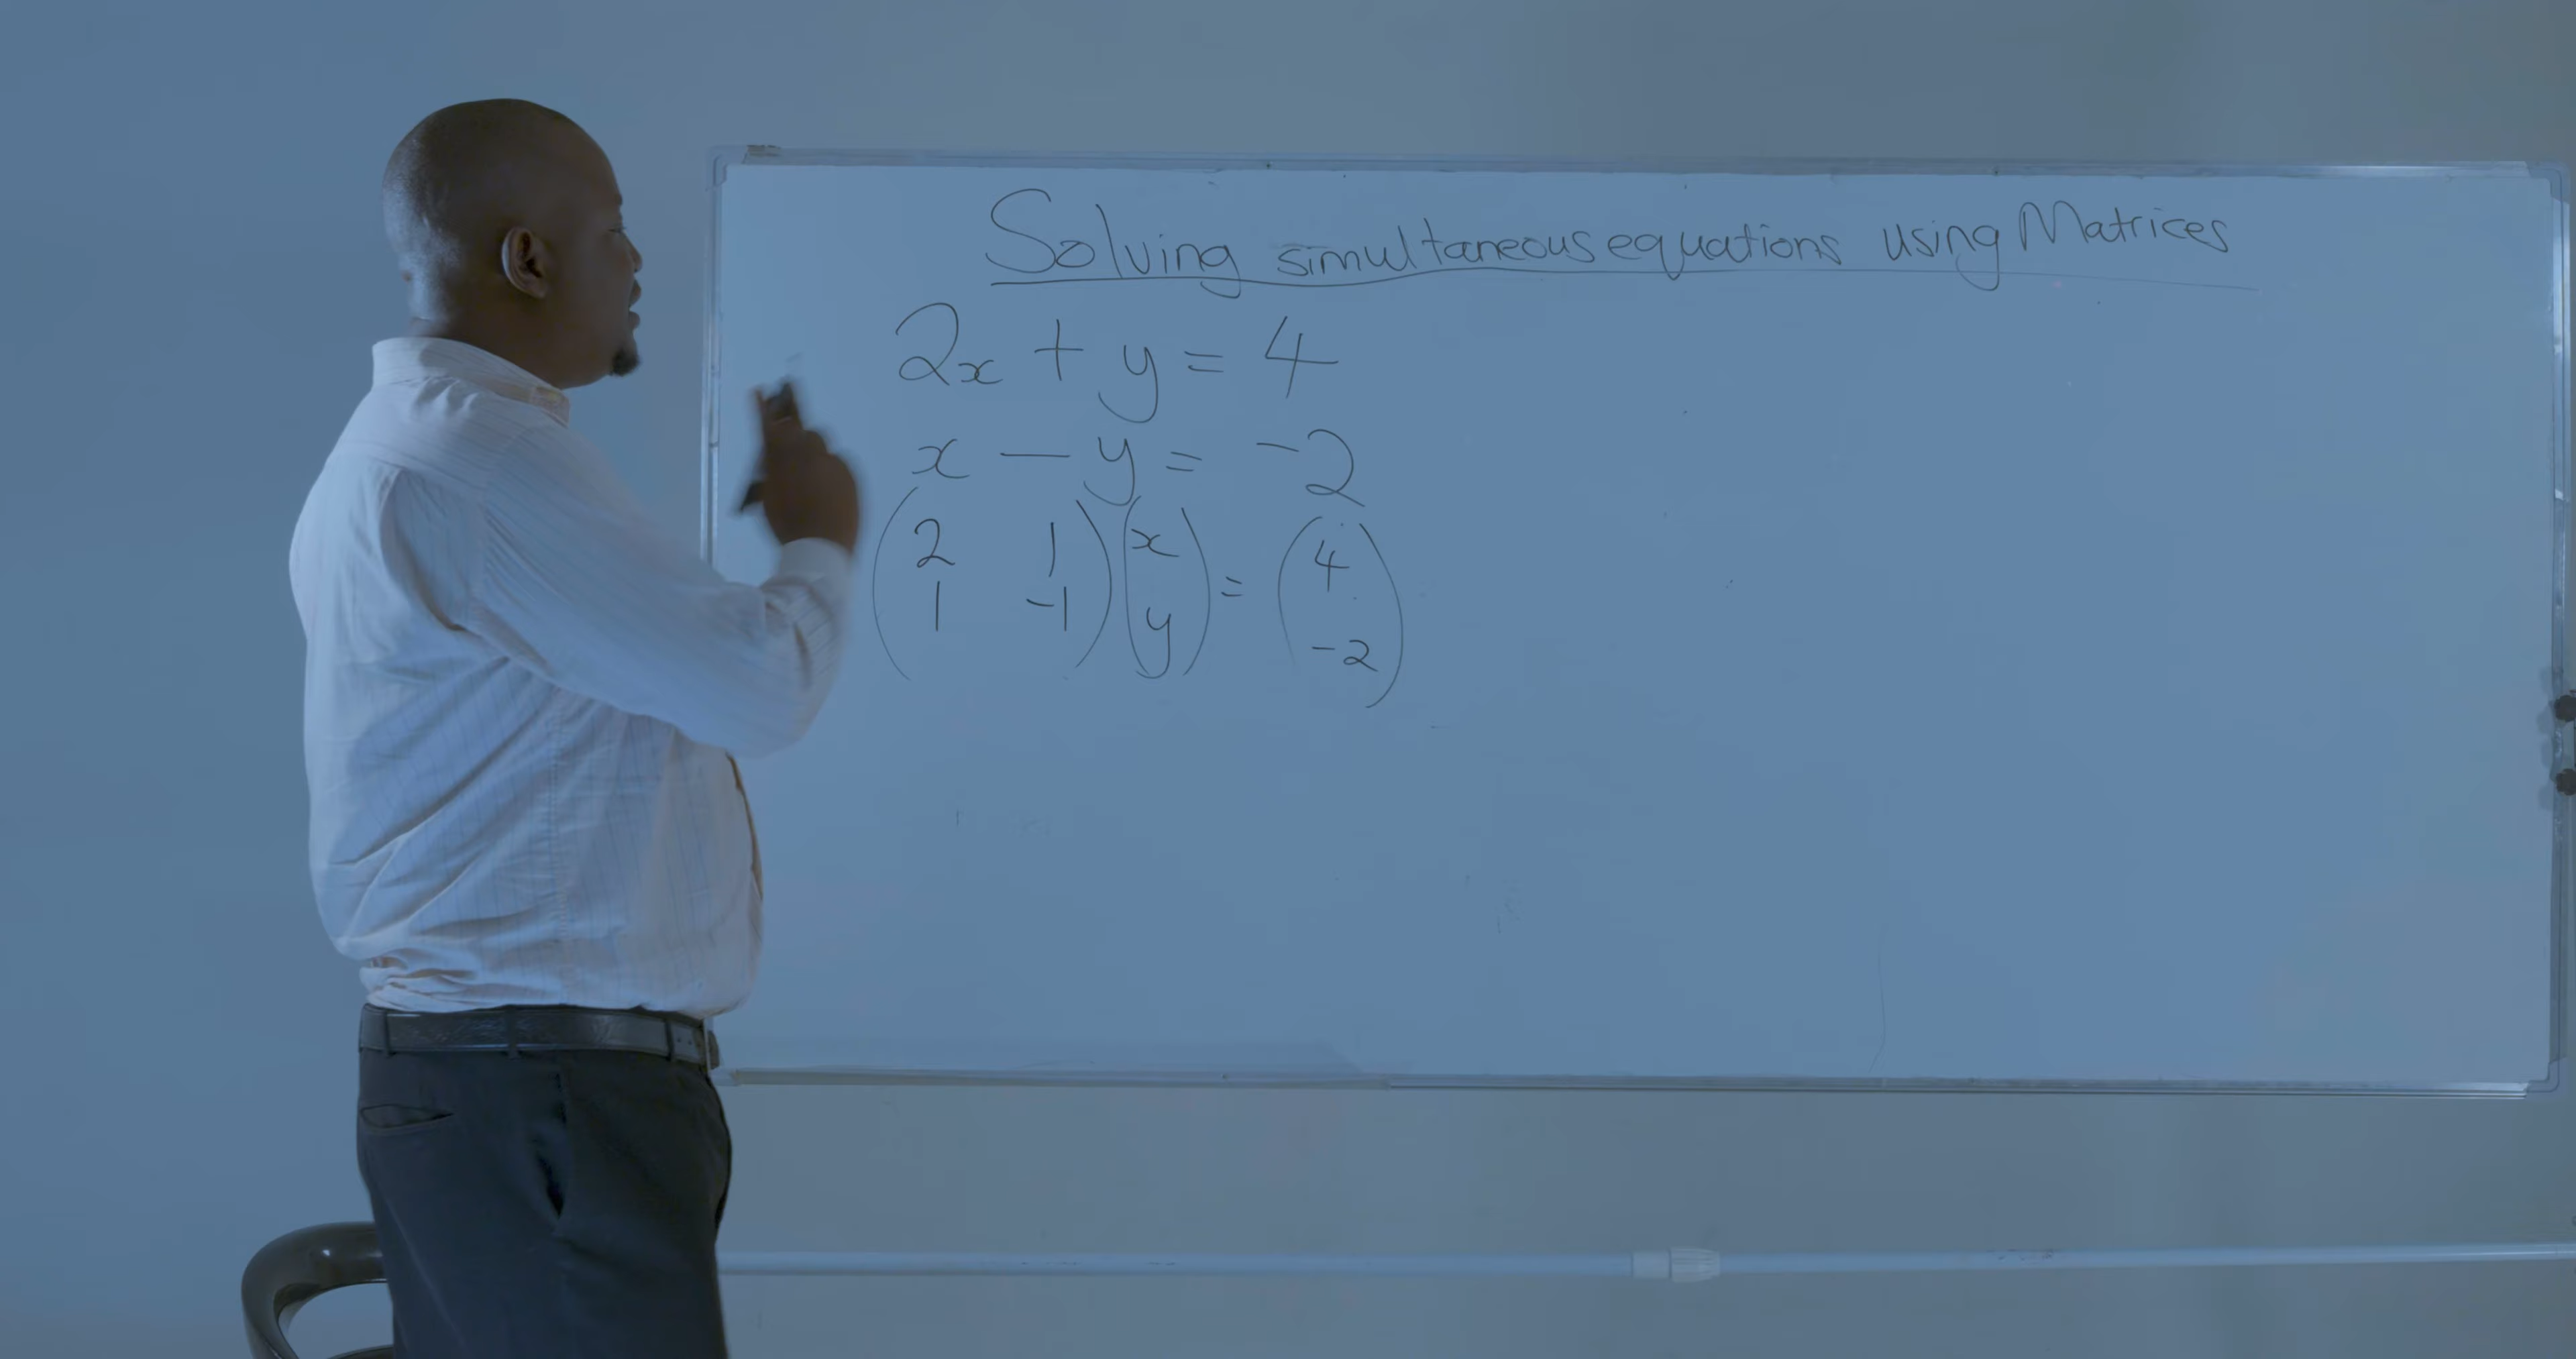 Solving simultaneous equations using Matrices
2x + y = 4
x − y = -2
(2 1) (x) = (4)
(1 -1) (y) (-2)